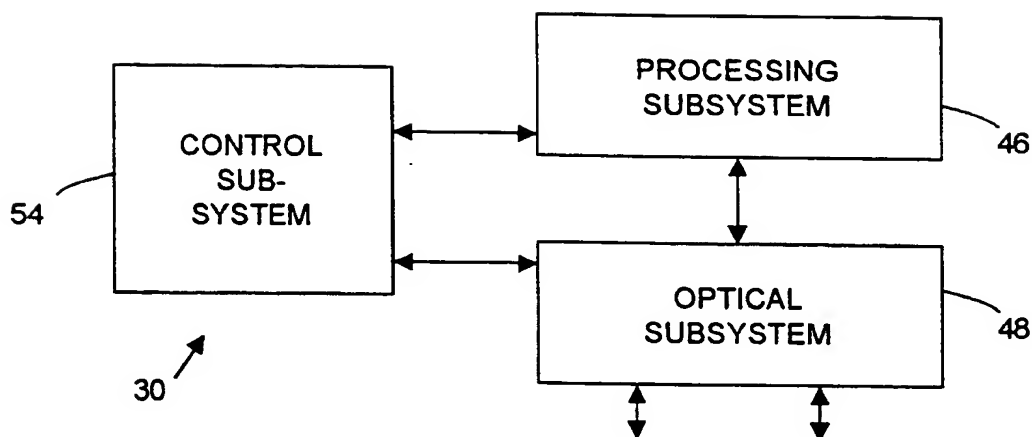 PROCESSING
SUBSYSTEM
46
CONTROL
SUB-
SYSTEM
54
OPTICAL
SUBSYSTEM
48
30